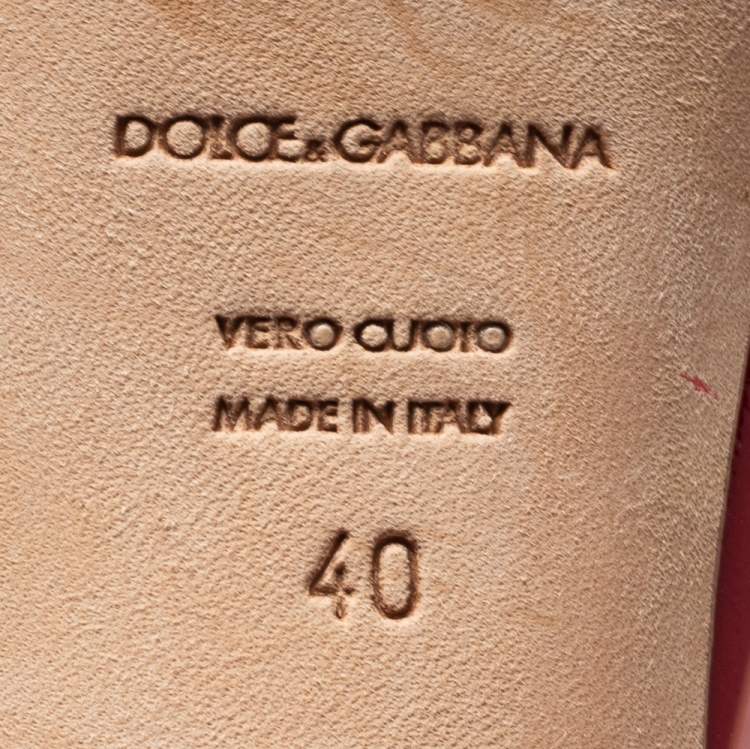 DOLCE&GABBANA
VERO CUOIO
MADE IN ITALY
40